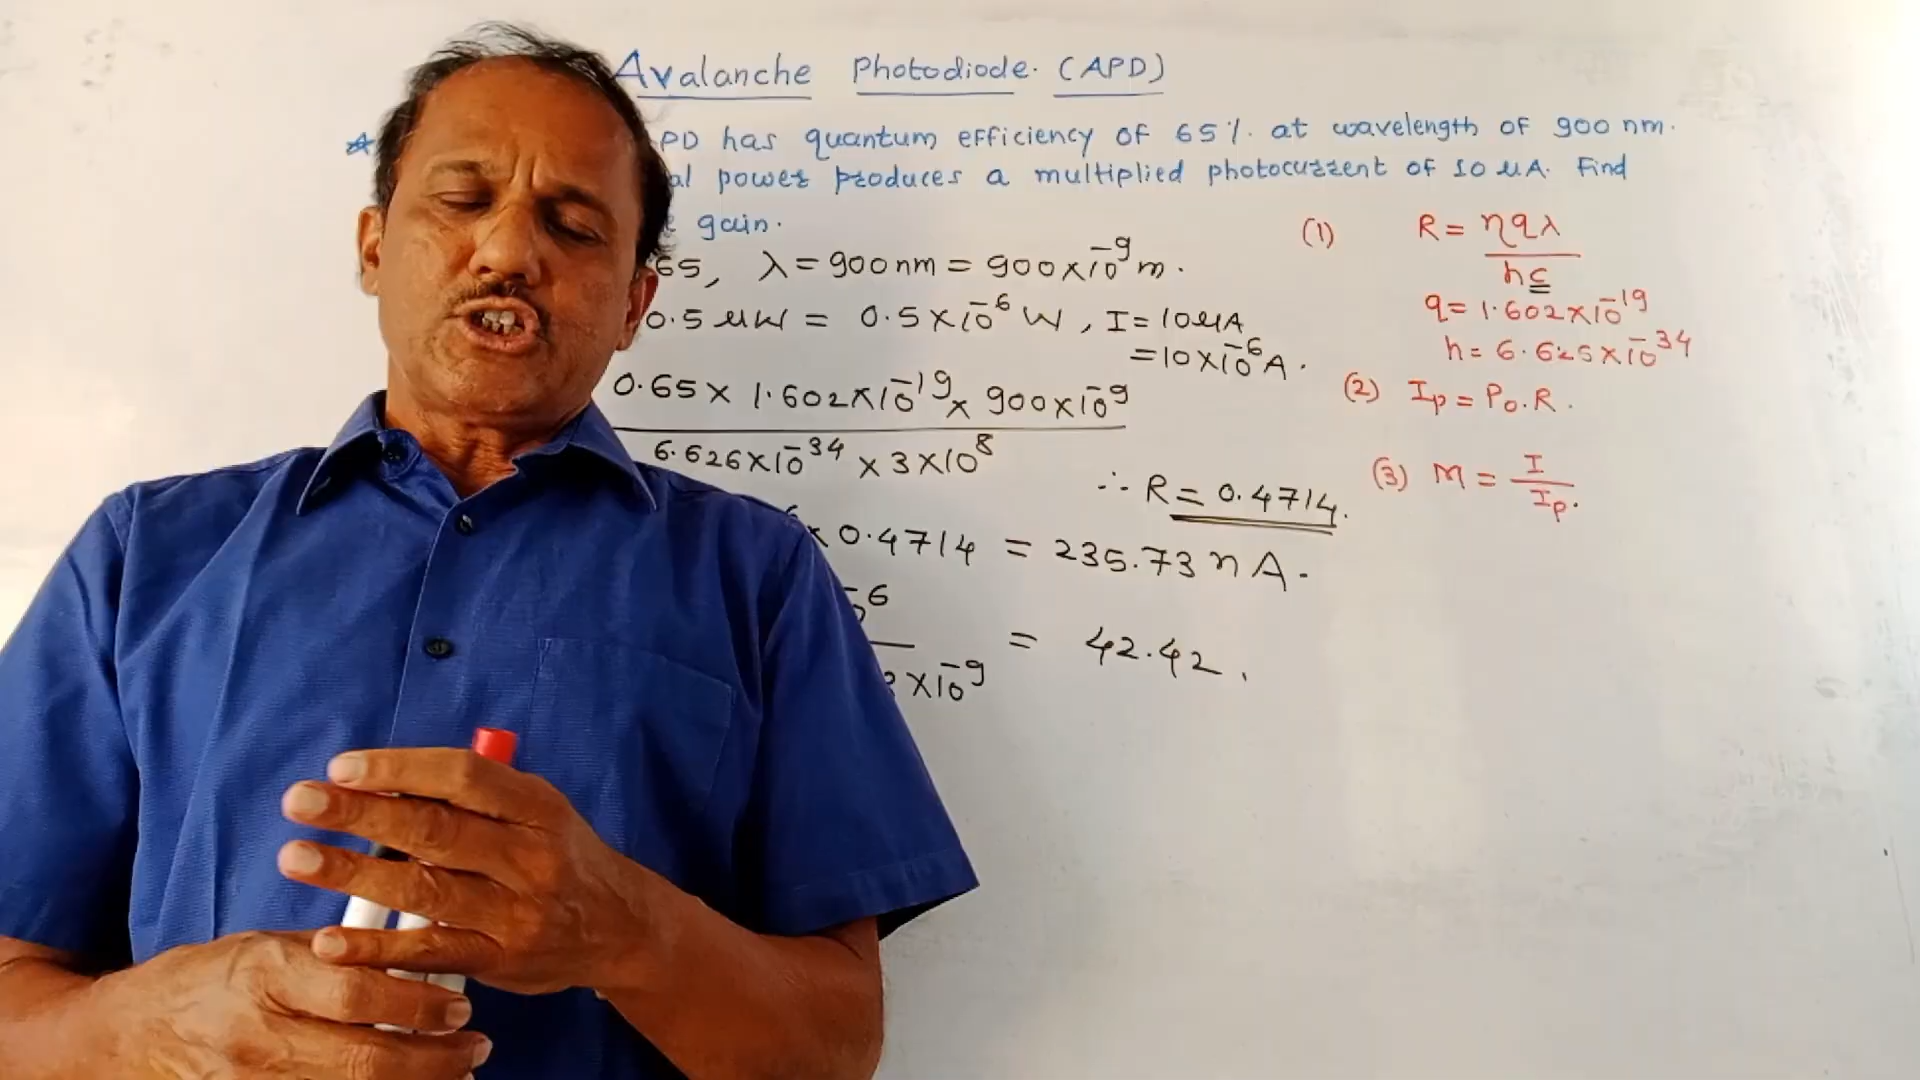 Avalanche Photodiode. (APD)
PD has quantum efficiency of 65%. at wavelength of 900 nm.
al power produces a multiplied photocurrent of 10 μA. Find
gain.
65, λ = 900 nm = 900×10⁻⁹ m.
0.5 μW = 0.5×10⁻⁶ W, I = 10 μA
= 10×10⁻⁶ A.
0.65 × 1.602×10⁻¹⁹ × 900×10⁻⁹
6.626×10⁻³⁴ × 3×10⁸
∴ R = 0.4714.
× 0.4714 = 235.73 nA.
= 42.42.
×10⁻⁹
(1) R = ηqλ
hc
q = 1.602×10⁻¹⁹
h = 6.625×10⁻³⁴
(2) Ip = Po.R.
(3) M = I
Ip.